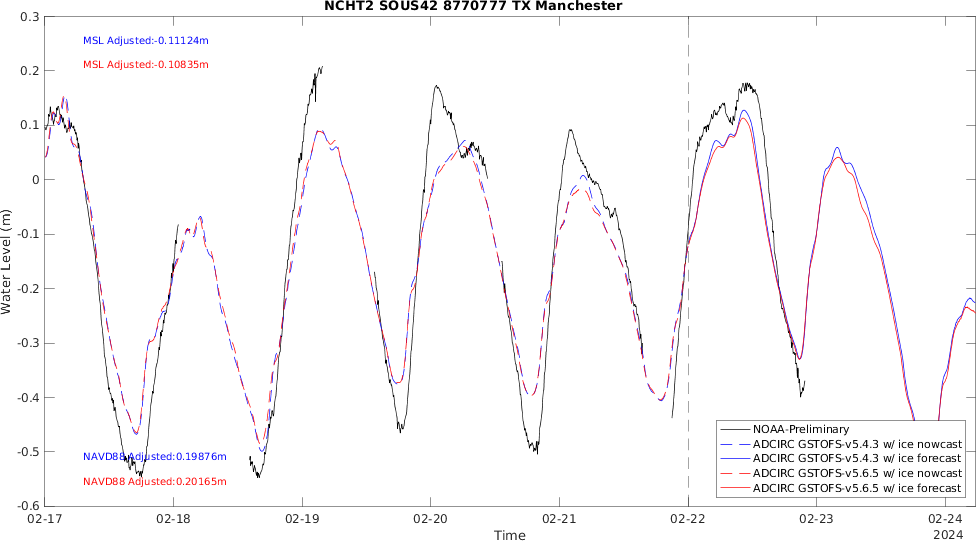 NCHT2 SOUS42 8770777 TX Manchester
0.3
MSL Adjusted:-0.11124m
MSL Adjusted:-0.10835m
0.2
0.1
0
-0.1
-0.2
-0.3
-0.4
-0.5
-0.6
Water Level (m)
NAVD88 Adjusted:0.19876m
NAVD88 Adjusted:0.20165m
NOAA-Preliminary
ADCIRC GSTOFS-v5.4.3 w/ ice nowcast
ADCIRC GSTOFS-v5.4.3 w/ ice forecast
ADCIRC GSTOFS-v5.6.5 w/ ice nowcast
ADCIRC GSTOFS-v5.6.5 w/ ice forecast
02-17 02-18 02-19 02-20 02-21 02-22 02-23 02-24
Time
2024